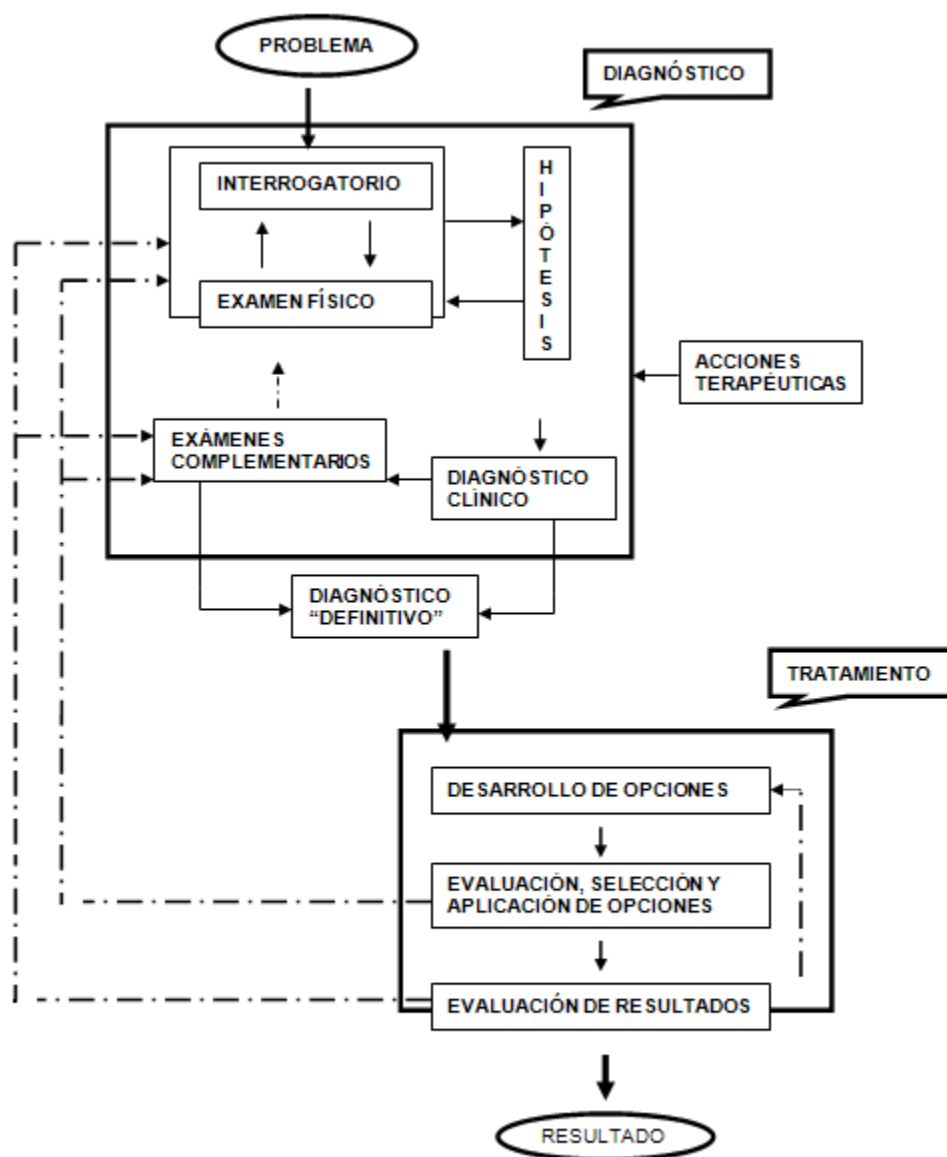 PROBLEMA
DIAGNÓSTICO
INTERROGATORIO
HIPÓTESIS
EXAMEN FÍSICO
ACCIONES
TERAPÉUTICAS
EXÁMENES
COMPLEMENTARIOS
DIAGNÓSTICO
CLÍNICO
DIAGNÓSTICO
“DEFINITIVO”
TRATAMIENTO
DESARROLLO DE OPCIONES
EVALUACIÓN, SELECCIÓN Y
APLICACIÓN DE OPCIONES
EVALUACIÓN DE RESULTADOS
RESULTADO